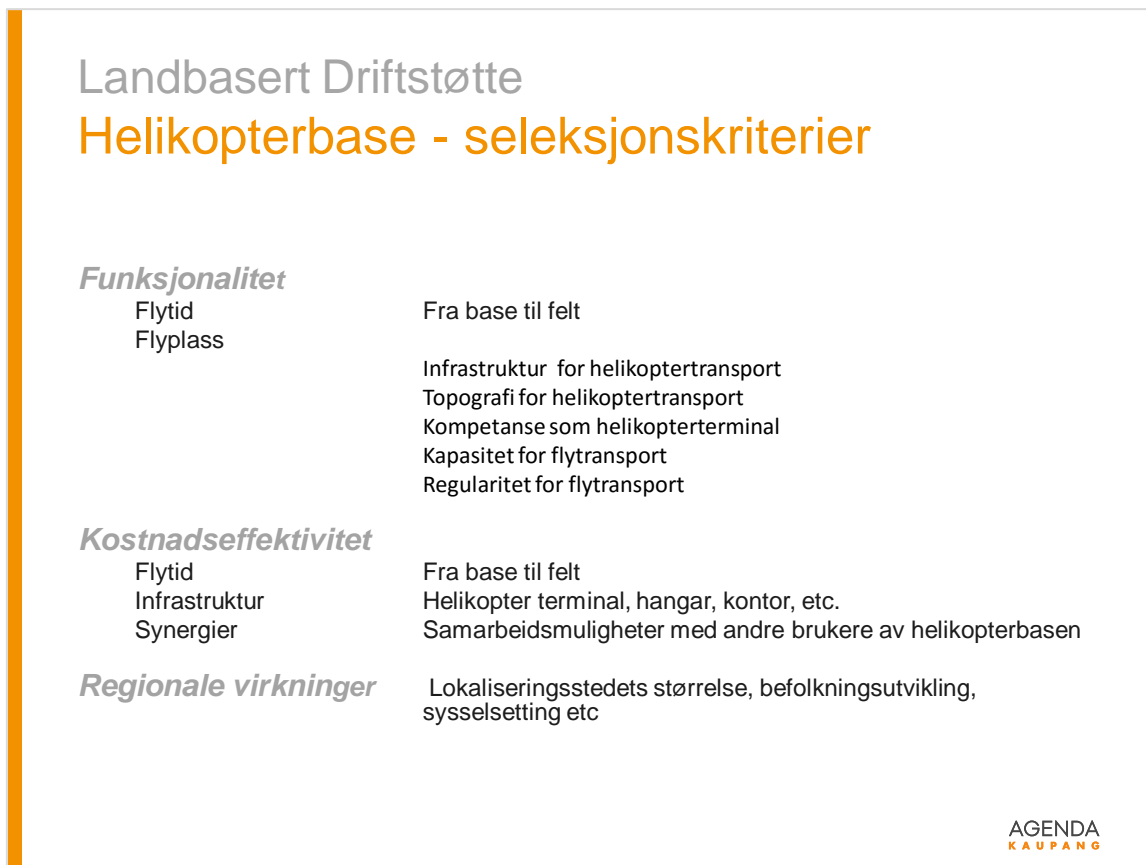 Landbasert Driftstøtte
Helikopterbase - seleksjonskriterier
Funksjonalitet
Flytid Fra base til felt
Flyplass
Infrastruktur for helikoptertransport
Topografi for helikoptertransport
Kompetanse som helikopterterminal
Kapasitet for flytransport
Regularitet for flytransport
Kostnadseffektivitet
Flytid Fra base til felt
Infrastruktur Helikopter terminal, hangar, kontor, etc.
Synergier Samarbeidsmuligheter med andre brukere av helikopterbasen
Regionale virkninger Lokaliseringsstedets størrelse, befolkningsutvikling,
sysselsetting etc
AGENDA
KAUPANG